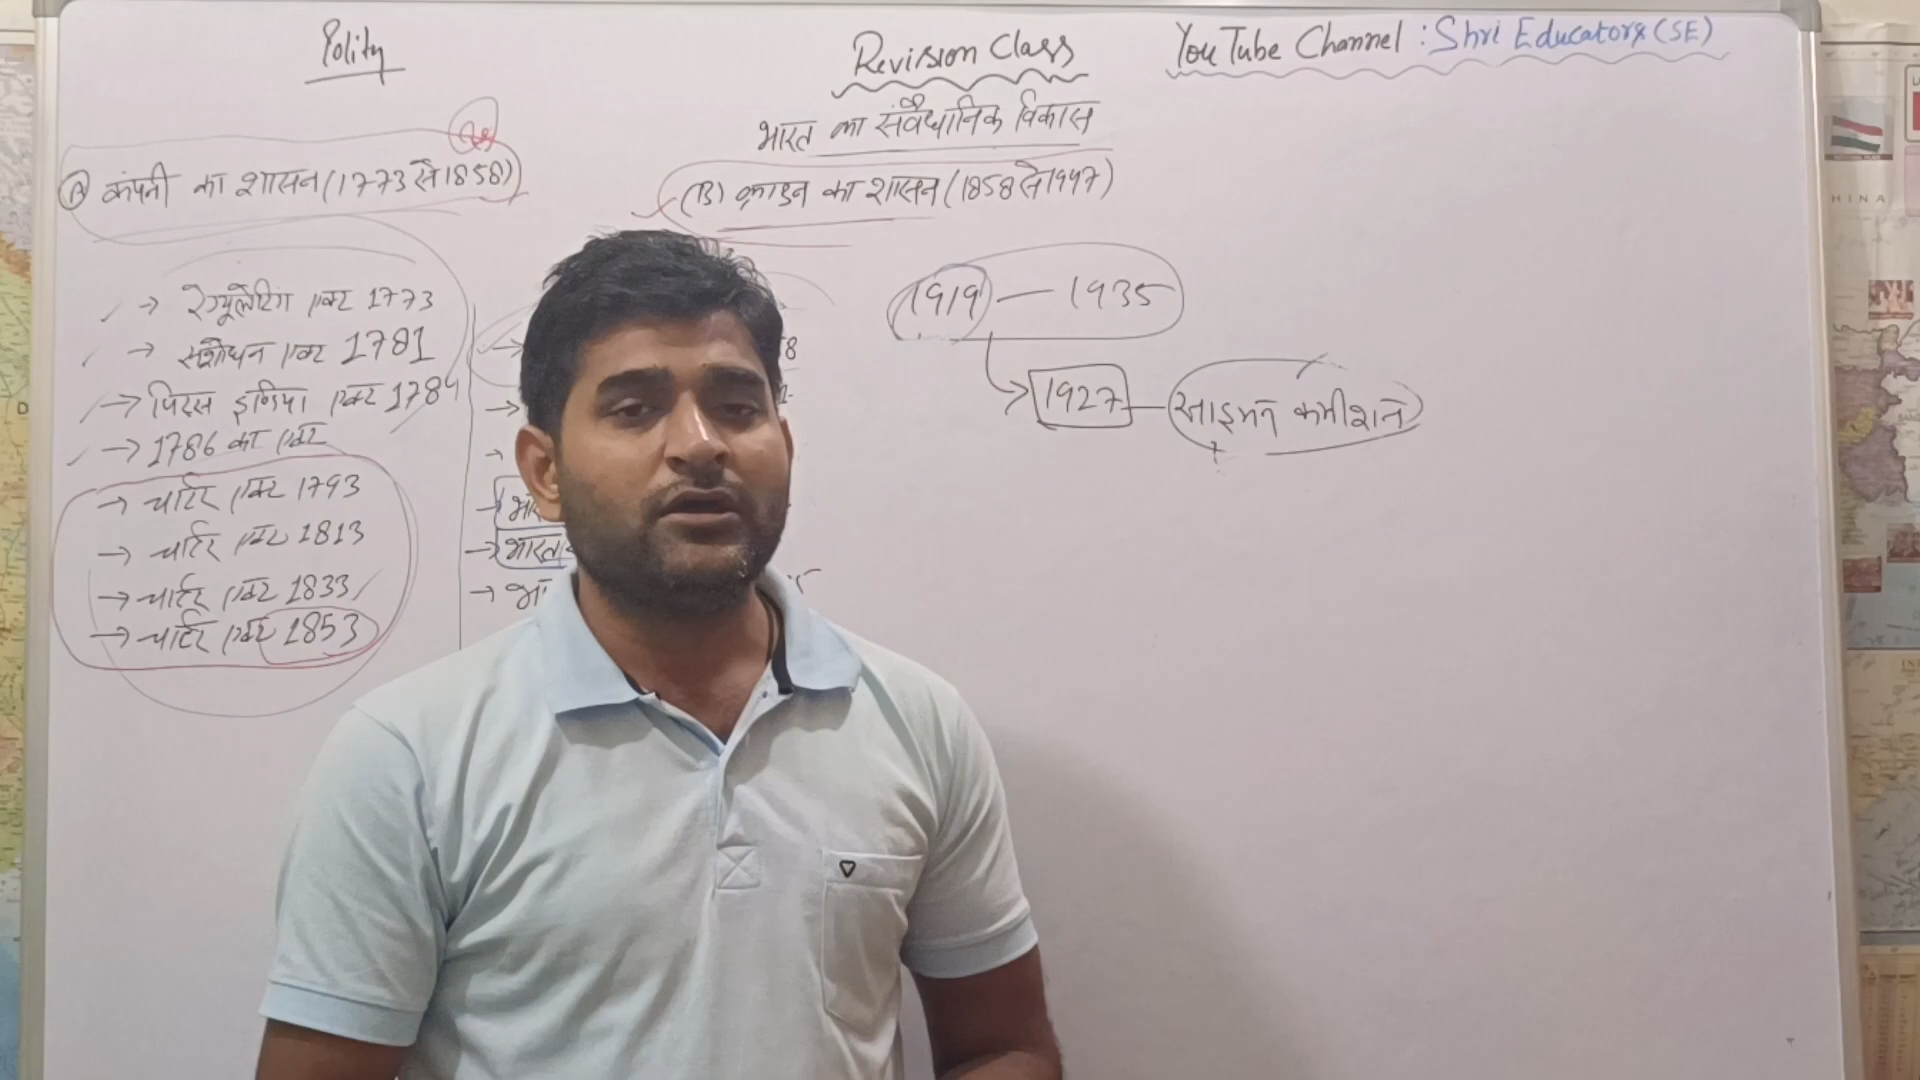 Polity
Revision Class
YouTube Channel : Shri Educators (SE)
भारत का संवैधानिक विकास
(A) कंपनी का शासन (1773 से 1858)
(B) क्राउन का शासन (1858 से 1947)
→ रेग्यूलेटिंग एक्ट 1773
→ संशोधन एक्ट 1781
→ पिट्स इण्डिया एक्ट 1784
→ 1786 का एक्ट
→ चार्टर एक्ट 1793
→ चार्टर एक्ट 1813
→ चार्टर एक्ट 1833
→ चार्टर एक्ट 1853
1919 — 1935
1927 — साइमन कमीशन
CHINA